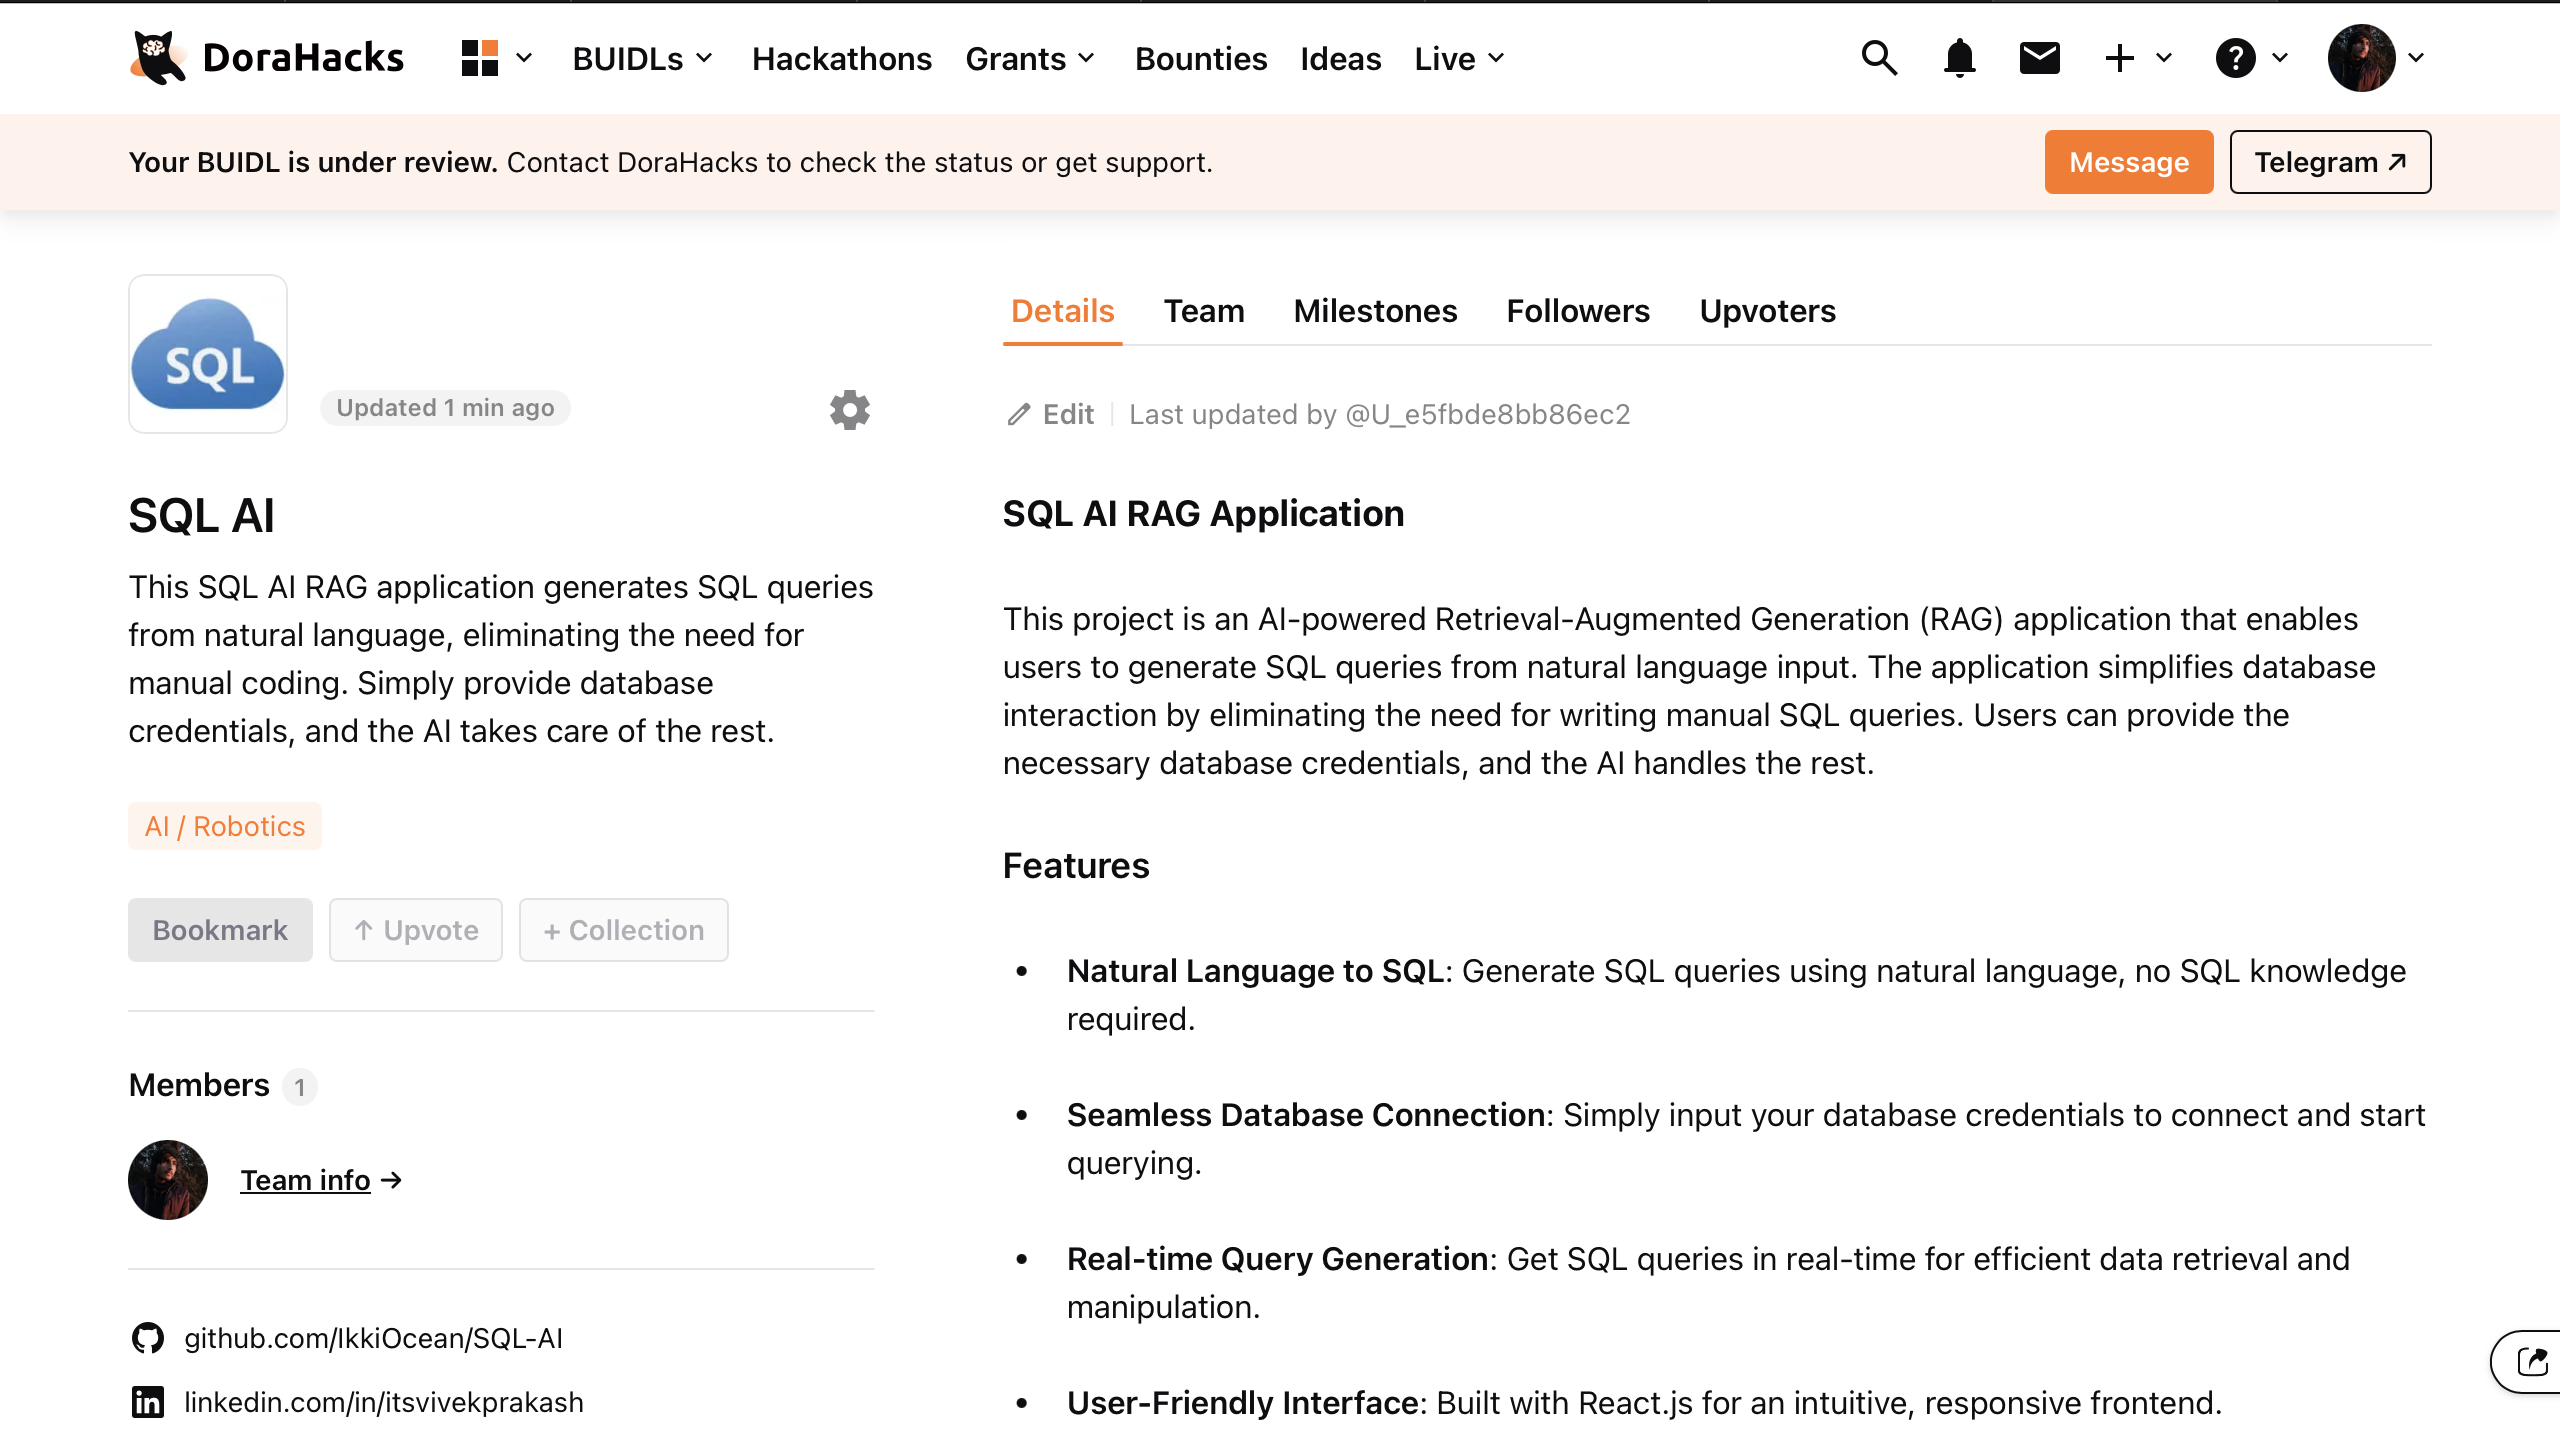 DoraHacks BUIDLs Hackathons Grants Bounties Ideas Live
Your BUIDL is under review. Contact DoraHacks to check the status or get support. Message Telegram
SQL
Updated 1 min ago
SQL AI
This SQL AI RAG application generates SQL queries
from natural language, eliminating the need for
manual coding. Simply provide database
credentials, and the AI takes care of the rest.
AI / Robotics
Bookmark
↑ Upvote
+ Collection
Members 1
Team info →
github.com/IkkiOcean/SQL-AI
linkedin.com/in/itsvivekprakash
Details Team Milestones Followers Upvoters
Edit Last updated by @U_e5fbde8bb86ec2
SQL AI RAG Application
This project is an AI-powered Retrieval-Augmented Generation (RAG) application that enables
users to generate SQL queries from natural language input. The application simplifies database
interaction by eliminating the need for writing manual SQL queries. Users can provide the
necessary database credentials, and the AI handles the rest.
Features
• Natural Language to SQL: Generate SQL queries using natural language, no SQL knowledge
required.
• Seamless Database Connection: Simply input your database credentials to connect and start
querying.
• Real-time Query Generation: Get SQL queries in real-time for efficient data retrieval and
manipulation.
• User-Friendly Interface: Built with React.js for an intuitive, responsive frontend.